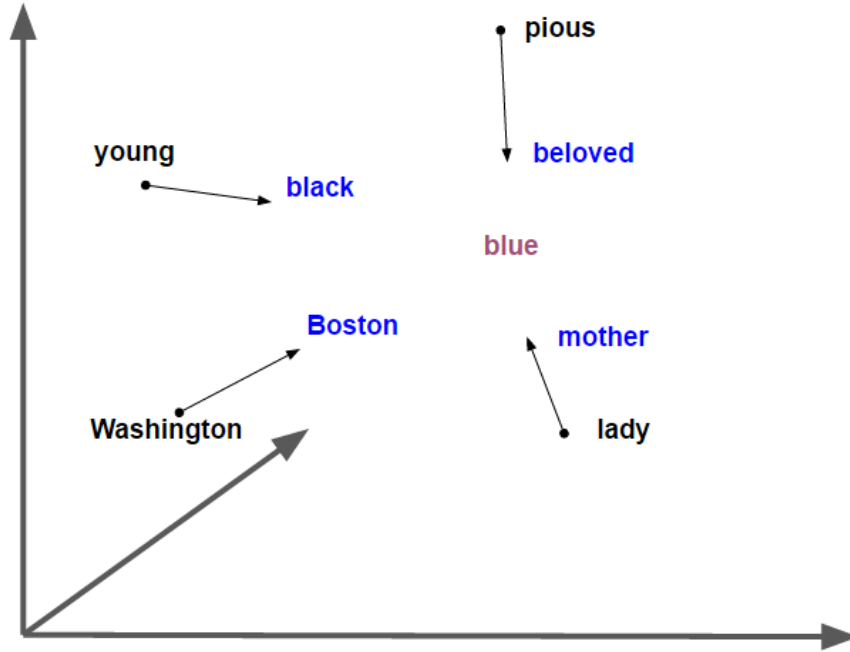 pious
young
beloved
black
blue
Boston
mother
Washington
lady